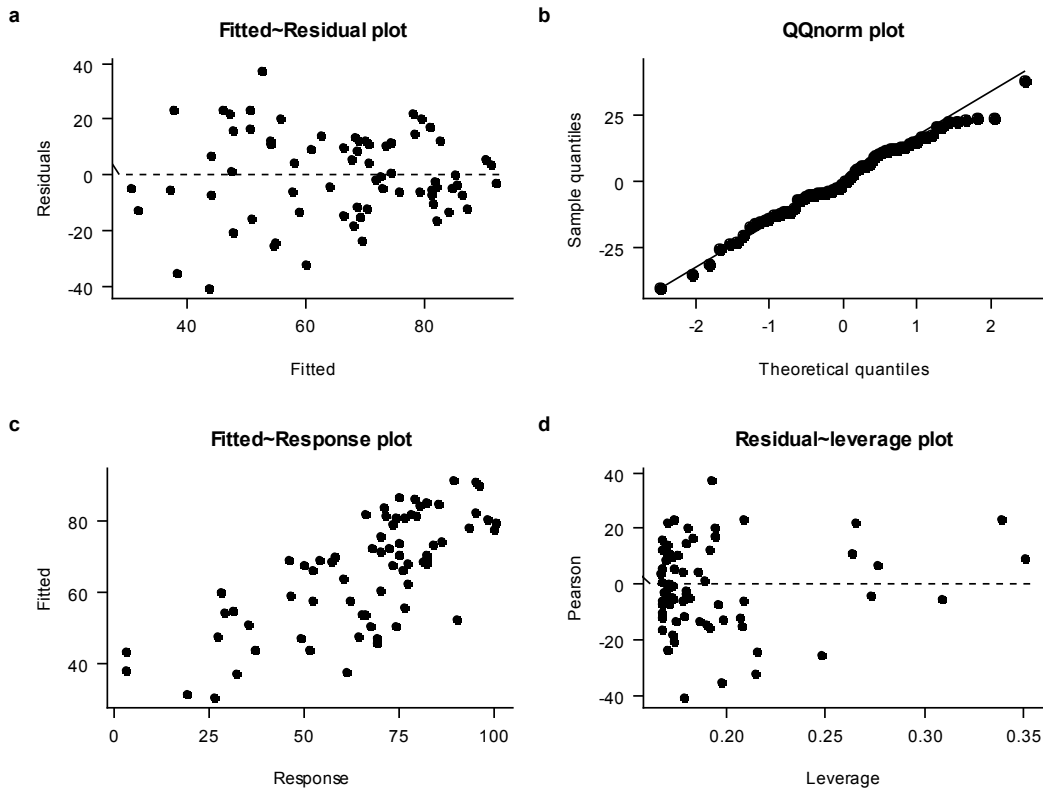 a
Fitted~Residual plot
40
20
0
-20
-40
Residuals
40
60
80
Fitted
b
QQnorm plot
25
0
-25
Sample quantiles
-2
-1
0
1
2
Theoretical quantiles
c
Fitted~Response plot
80
60
40
Fitted
0
25
50
75
100
Response
d
Residual~leverage plot
40
20
0
-20
-40
Pearson
0.20
0.25
0.30
0.35
Leverage